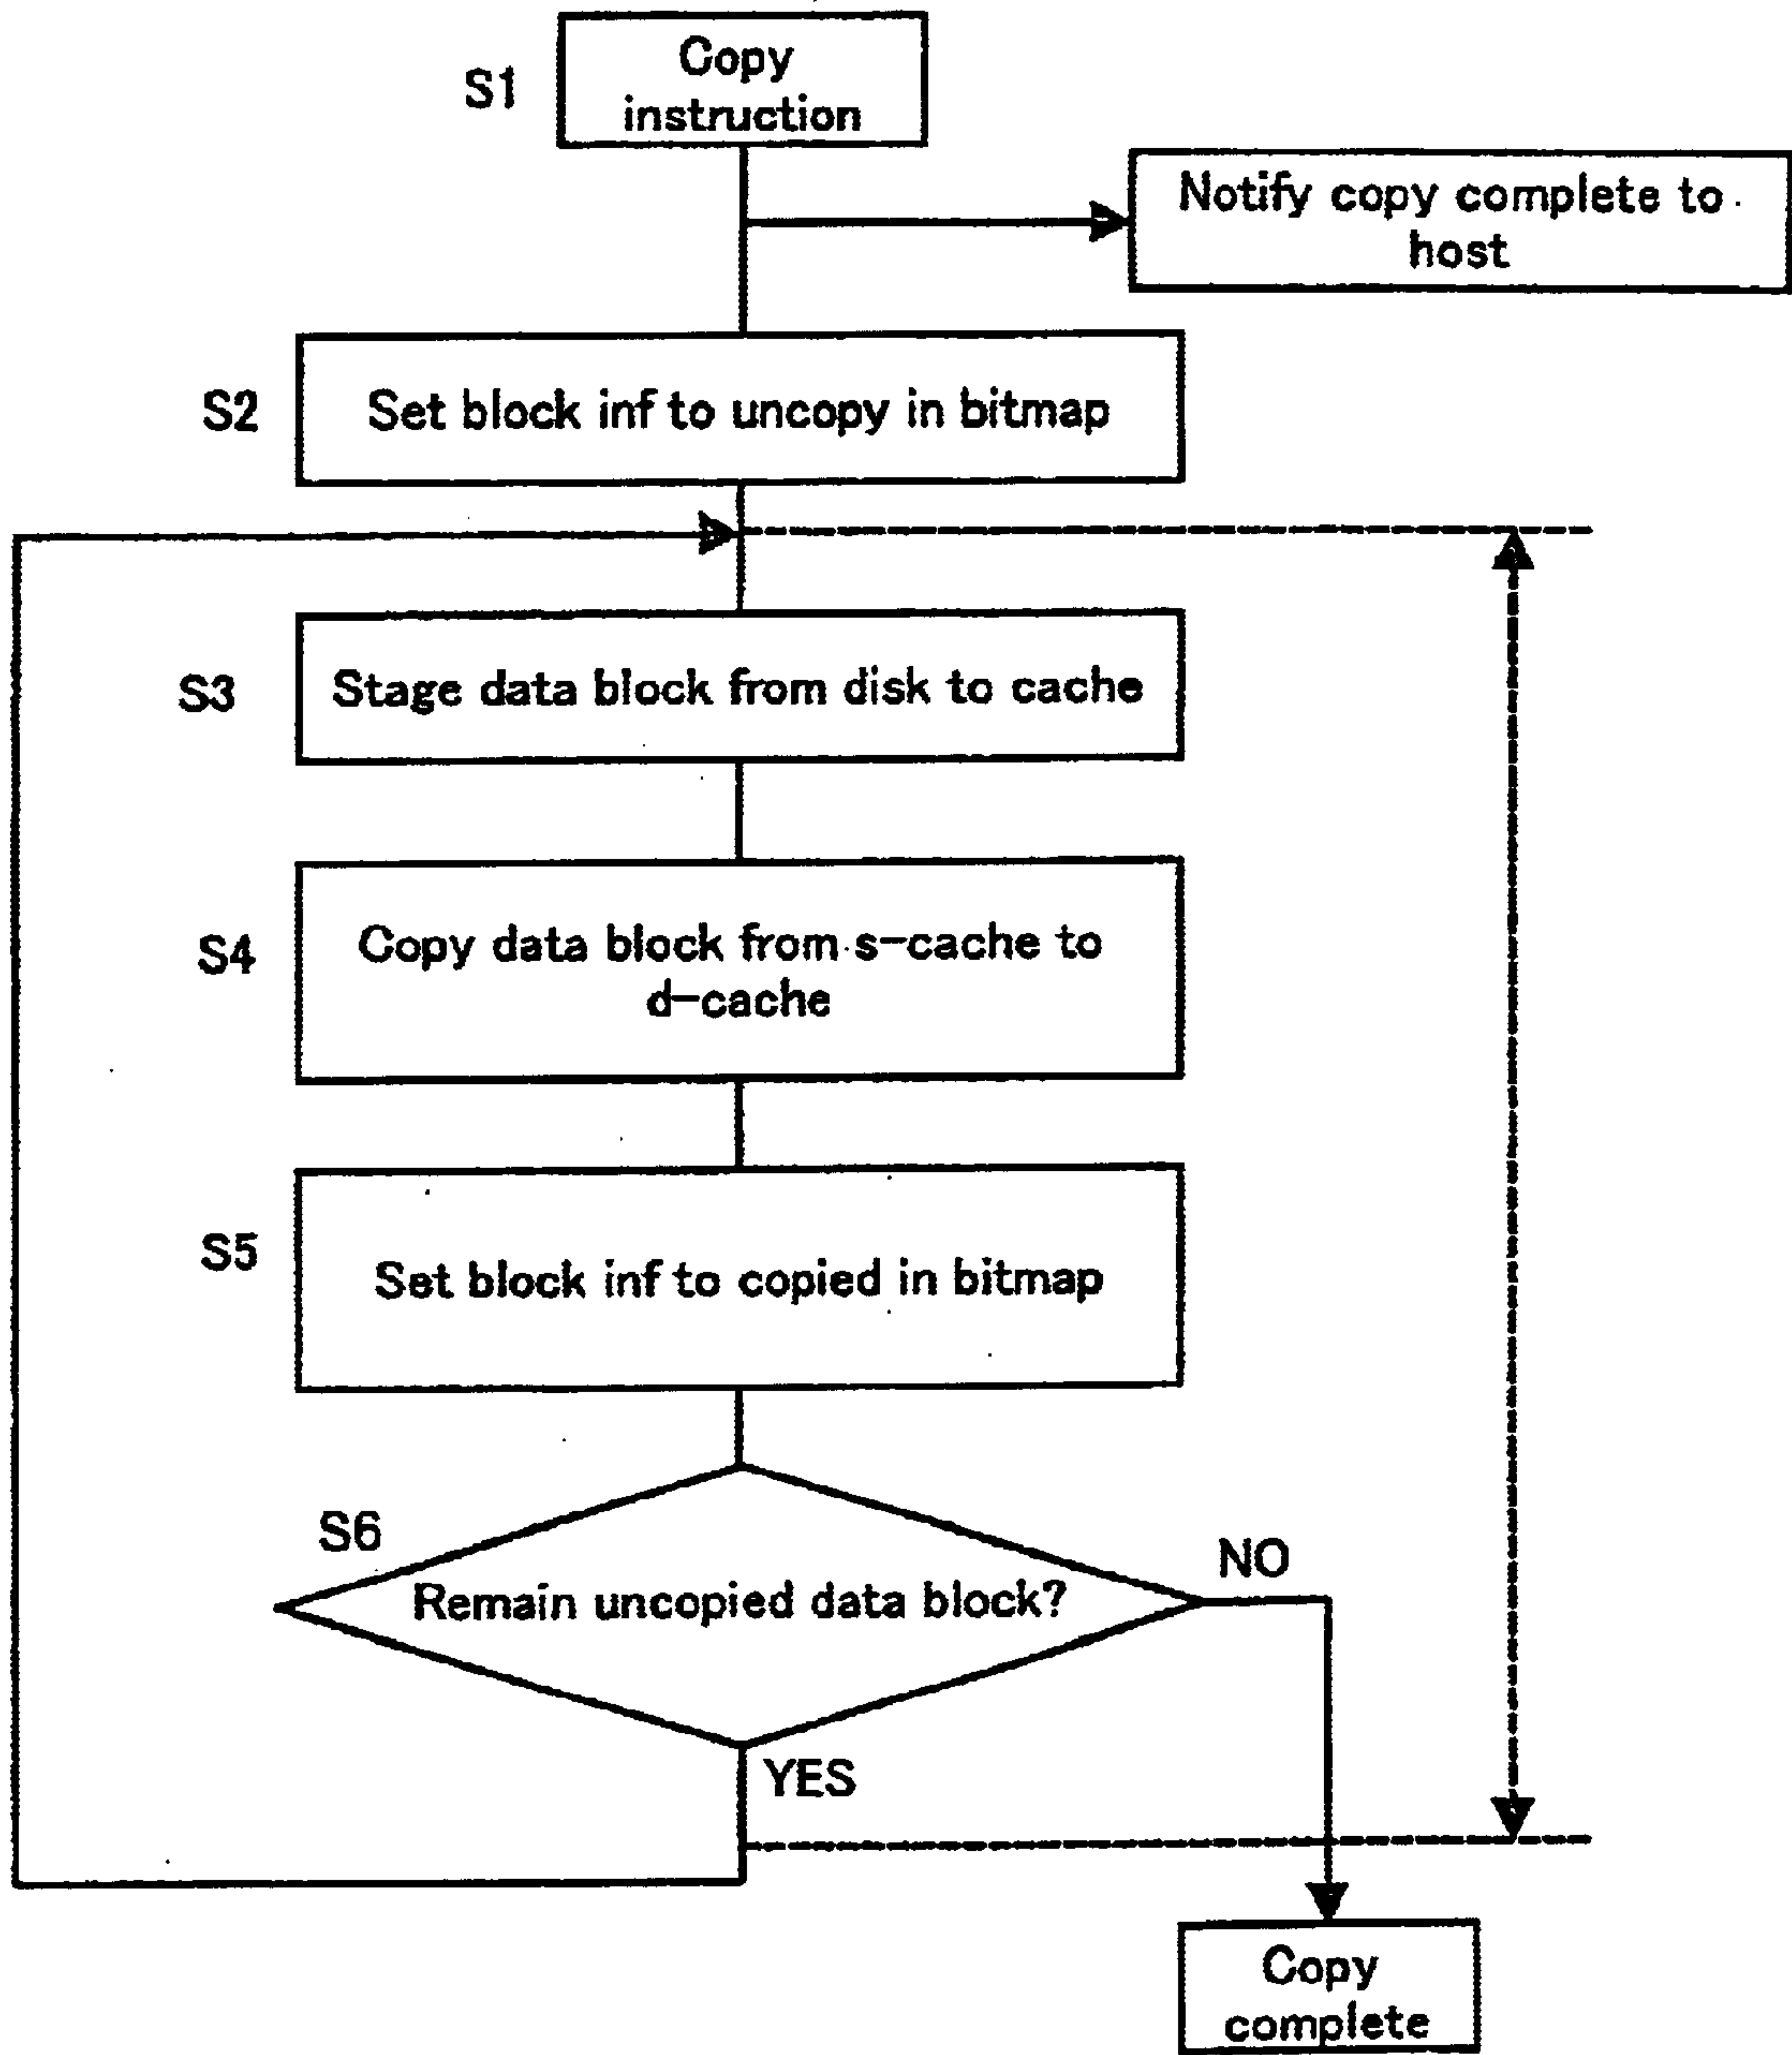 S1
Copy
instruction
Notify copy complete to
host
S2
Set block inf to uncopy in bitmap
S3
Stage data block from disk to cache
S4
Copy data block from s-cache to
d-cache
S5
Set block inf to copied in bitmap
S6
Remain uncopied data block?
NO
YES
Copy
complete